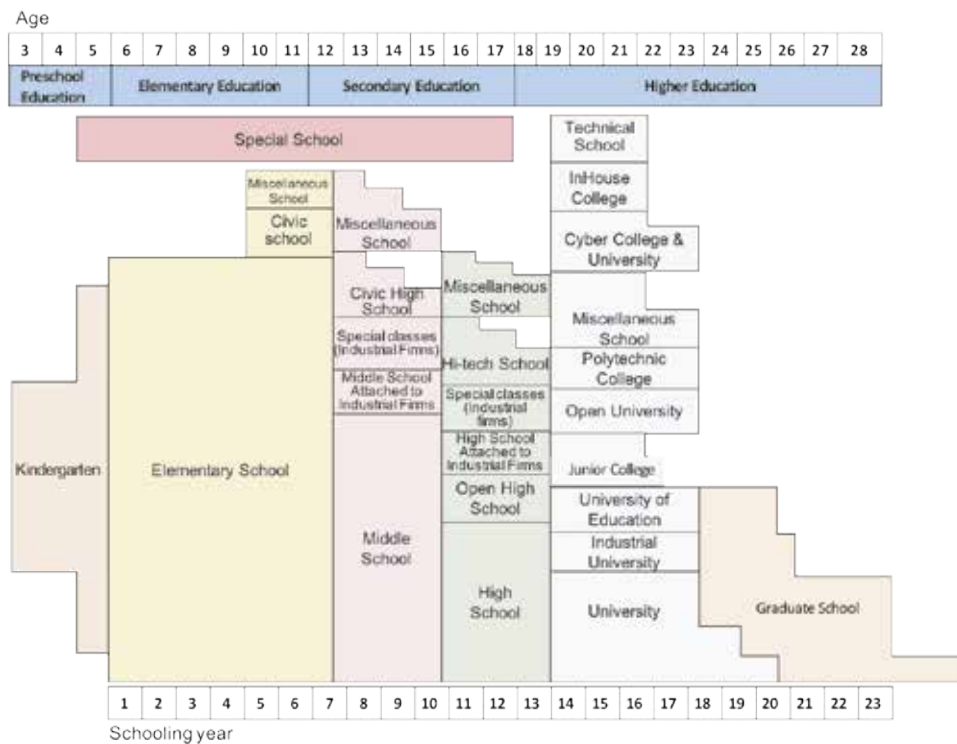 Age
3 4 5 6 7 8 9 10 11 12 13 14 15 16 17 18 19 20 21 22 23 24 25 26 27 28
Preschool
Education
Elementary Education
Secondary Education
Higher Education
Special School
Technical
School
Miscellaneous
School
InHouse
College
Civic
school
Miscellaneous
School
Cyber College &
University
Civic High
School
Miscellaneous
School
Miscellaneous
School
Special classes
(Industrial Firms)
Hi-tech School
Polytechnic
College
Middle School
Attached to
Industrial Firms
Special classes
(Industrial
firms)
Open University
High School
Attached to
Industrial Firms
Kindergarten
Elementary School
Junior College
Open High
School
University of
Education
Middle
School
Industrial
University
High
School
University
Graduate School
1 2 3 4 5 6 7 8 9 10 11 12 13 14 15 16 17 18 19 20 21 22 23
Schooling year